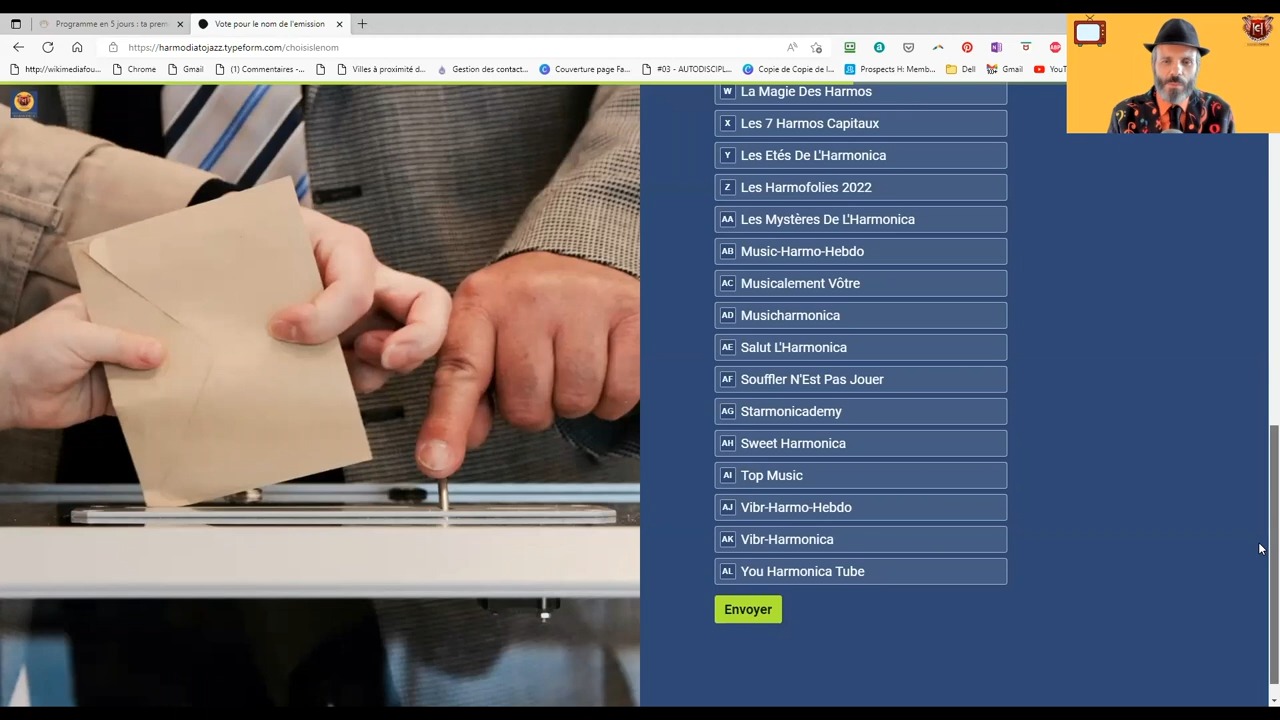 Programme en 5 jours : ta prem
Vote pour le nom de l'emission
https://harmodiatojazz.typeform.com/choisislenom
http://wikimediafou...
Chrome
Gmail
(1) Commentaires -...
Villes à proximité d...
Gestion des contact...
Couverture page Fa...
#03 - AUTODISCIPL...
Copie de Copie de l...
Prospects H: Memb...
Dell
Gmail
YouT
W La Magie Des Harmos
X Les 7 Harmos Capitaux
Y Les Etés De L'Harmonica
Z Les Harmofolies 2022
AA Les Mystères De L'Harmonica
AB Music-Harmo-Hebdo
AC Musicalement Vôtre
AD Musicharmonica
AE Salut L'Harmonica
AF Souffler N'Est Pas Jouer
AG Starmonicademy
AH Sweet Harmonica
AI Top Music
AJ Vibr-Harmo-Hebdo
AK Vibr-Harmonica
AL You Harmonica Tube
Envoyer